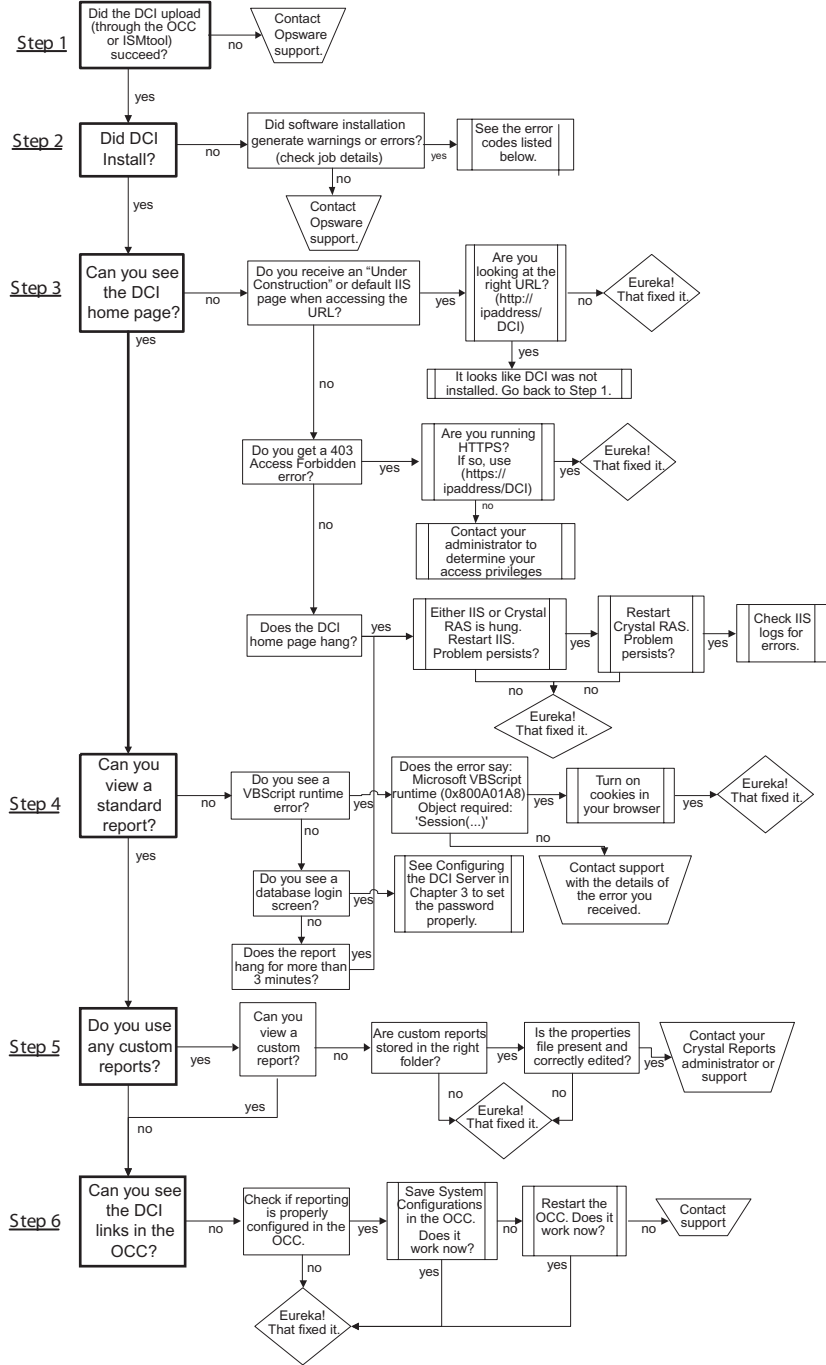 Step 1
Did the DCI upload
(through the OCC
or ISMtool)
succeed?
no
Contact
Opsware
support.
yes
Step 2
Did DCI
Install?
no
Did software installation
generate warnings or errors?
(check job details)
yes
See the error
codes listed
below.
no
Contact
Opsware
support.
yes
Step 3
Can you see
the DCI
home page?
no
Do you receive an “Under
Construction” or default IIS
page when accessing the
URL?
yes
Are you
looking at the
right URL?
(http://
ipaddress/
DCI)
no
Eureka!
That fixed it.
yes
yes
It looks like DCI was not
installed. Go back to Step 1.
no
Do you get a 403
Access Forbidden
error?
yes
Are you running
HTTPS?
If so, use
(https://
ipaddress/DCI)
yes
Eureka!
That fixed it.
no
Contact your
administrator to
determine your
access privileges
no
Does the DCI
home page hang?
yes
Either IIS or Crystal
RAS is hung.
Restart IIS.
Problem persists?
yes
Restart
Crystal RAS.
Problem
persists?
yes
Check IIS
logs for
errors.
no
no
Eureka!
That fixed it.
Step 4
Can you
view a
standard
report?
no
Do you see a
VBScript runtime
error?
yes
Does the error say:
Microsoft VBScript
runtime (0x800A01A8)
Object required:
'Session(...)'
yes
Turn on
cookies in
your browser
yes
Eureka!
That fixed it.
no
Contact support
with the details of
the error you
received.
no
Do you see a
database login
screen?
yes
See Configuring
the DCI Server in
Chapter 3 to set
the password
properly.
no
Does the report
hang for more than
3 minutes?
yes
yes
Step 5
Do you use
any custom
reports?
yes
Can you
view a
custom
report?
no
Are custom reports
stored in the right
folder?
yes
Is the properties
file present and
correctly edited?
yes
Contact your
Crystal Reports
administrator or
support
no
no
Eureka!
That fixed it.
yes
no
Step 6
Can you see
the DCI
links in the
OCC?
no
Check if reporting
is properly
configured in the
OCC.
yes
Save System
Configurations
in the OCC.
Does it
work now?
no
Restart the
OCC. Does it
work now?
no
Contact
support
no
yes
yes
Eureka!
That fixed it.